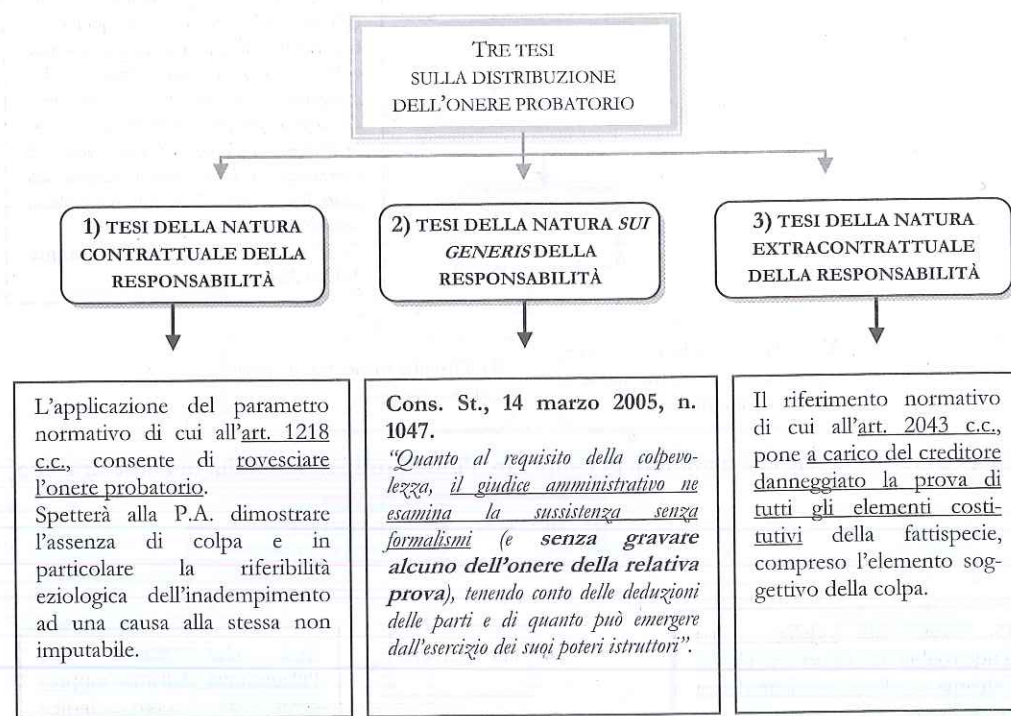 TRE TESI
SULLA DISTRIBUZIONE
DELL'ONERE PROBATORIO
1) TESI DELLA NATURA
CONTRATTUALE DELLA
RESPONSABILITÀ
2) TESI DELLA NATURA SUI
GENERIS DELLA
RESPONSABILITÀ
3) TESI DELLA NATURA
EXTRACONTRATTUALE
DELLA RESPONSABILITÀ
L'applicazione del parametro
normativo di cui all'art. 1218
c.c., consente di rovesciare
l'onere probatorio.
Spetterà alla P.A. dimostrare
l'assenza di colpa e in
particolare la riferibilità
eziologica dell'inadempimento
ad una causa alla stessa non
imputabile.
Cons. St., 14 marzo 2005, n.
1047.
"Quanto al requisito della colpevo-
lezza, il giudice amministrativo ne
esamina la sussistenza senza
formalismi (e senza gravare
alcuno dell'onere della relativa
prova), tenendo conto delle deduzioni
delle parti e di quanto può emergere
dall'esercizio dei suoi poteri istruttori".
Il riferimento normativo
di cui all'art. 2043 c.c.,
pone a carico del creditore
danneggiato la prova di
tutti gli elementi costi-
tutivi della fattispecie,
compreso l'elemento sog-
gettivo della colpa.